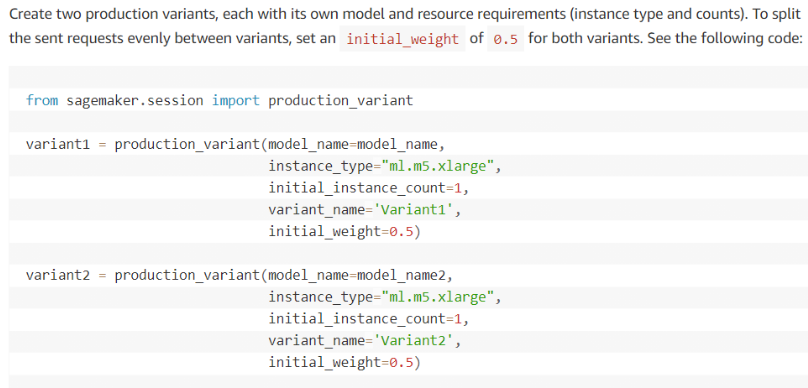 Create two production variants, each with its own model and resource requirements (instance type and counts). To split
the sent requests evenly between variants, set an initial_weight of 0.5 for both variants. See the following code:
from sagemaker.session import production_variant
variant1 = production_variant(model_name=model_name,
instance_type="ml.m5.xlarge",
initial_instance_count=1,
variant_name='Variant1',
initial_weight=0.5)
variant2 = production_variant(model_name=model_name2,
instance_type="ml.m5.xlarge",
initial_instance_count=1,
variant_name='Variant2',
initial_weight=0.5)